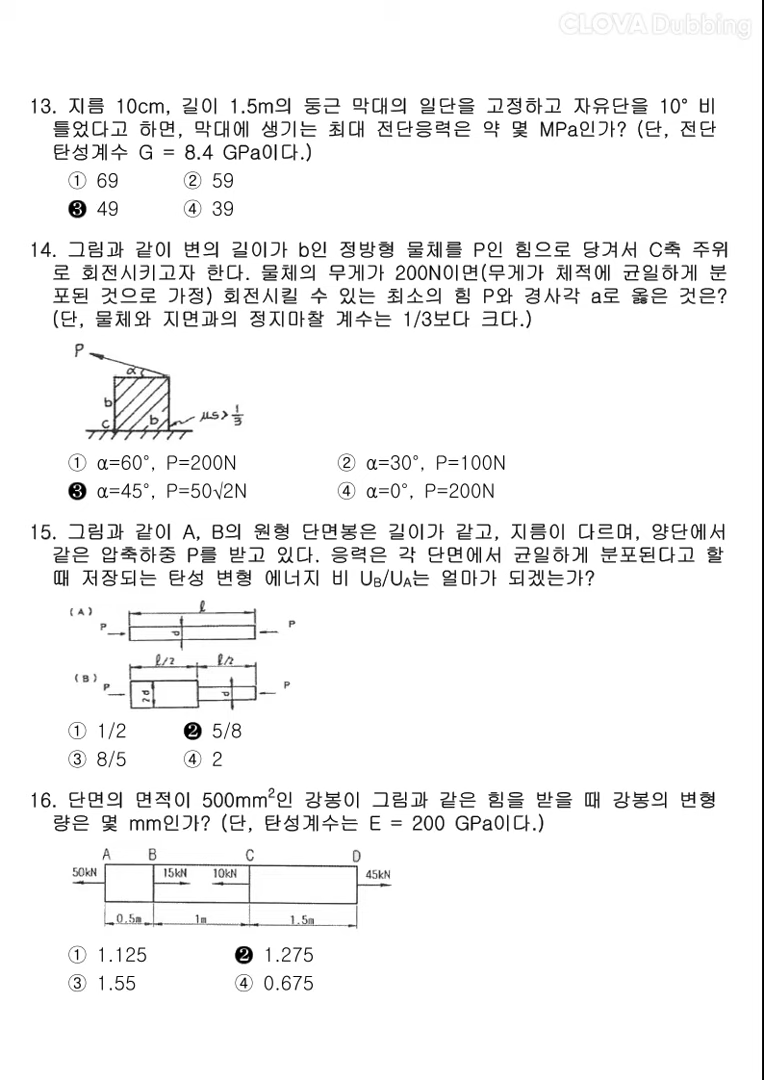 CLOVA Dubbing
13. 지름 10cm, 길이 1.5m의 둥근 막대의 일단을 고정하고 자유단을 10° 비
틀었다고 하면, 막대에 생기는 최대 전단응력은 약 몇 MPa인가? (단, 전단
탄성계수 G = 8.4 GPa이다.)
① 69 ② 59
❸ 49 ④ 39
14. 그림과 같이 변의 길이가 b인 정방형 물체를 P인 힘으로 당겨서 C축 주위
로 회전시키고자 한다. 물체의 무게가 200N이면(무게가 체적에 균일하게 분
포된 것으로 가정) 회전시킬 수 있는 최소의 힘 P와 경사각 a로 옳은 것은?
(단, 물체와 지면과의 정지마찰 계수는 1/3보다 크다.)
P
α
b
c b μs > 1/3
① α=60°, P=200N ② α=30°, P=100N
❸ α=45°, P=50√2N ④ α=0°, P=200N
15. 그림과 같이 A, B의 원형 단면봉은 길이가 같고, 지름이 다르며, 양단에서
같은 압축하중 P를 받고 있다. 응력은 각 단면에서 균일하게 분포된다고 할
때 저장되는 탄성 변형 에너지 비 UB/UA는 얼마가 되겠는가?
(A) ℓ
P d P
(B) ℓ/2 ℓ/2
P 2d d P
① 1/2 ❷ 5/8
③ 8/5 ④ 2
16. 단면의 면적이 500mm²인 강봉이 그림과 같은 힘을 받을 때 강봉의 변형
량은 몇 mm인가? (단, 탄성계수는 E = 200 GPa이다.)
A B C D
50kN 15kN 10kN 45kN
0.5m 1m 1.5m
① 1.125 ❷ 1.275
③ 1.55 ④ 0.675